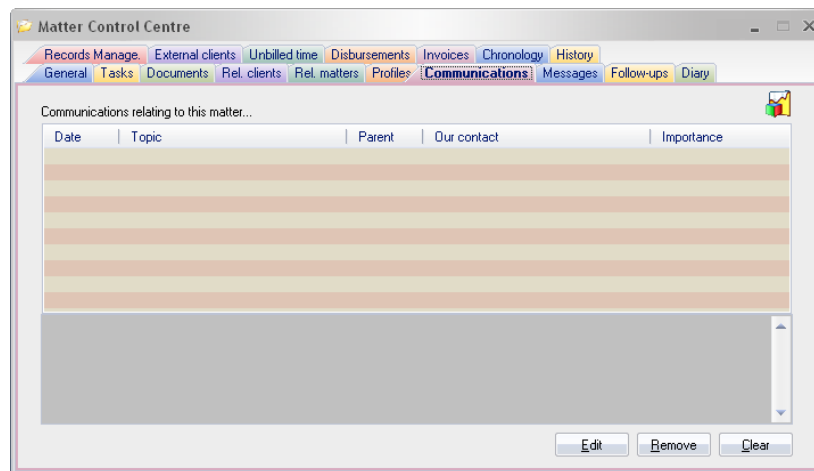 Matter Control Centre
Records Manage. External clients Unbilled time Disbursements Invoices Chronology History
General Tasks Documents Rel. clients Rel. matters Profiles Communications Messages Follow-ups Diary
Communications relating to this matter...
Date Topic Parent Our contact Importance
Edit Remove Clear